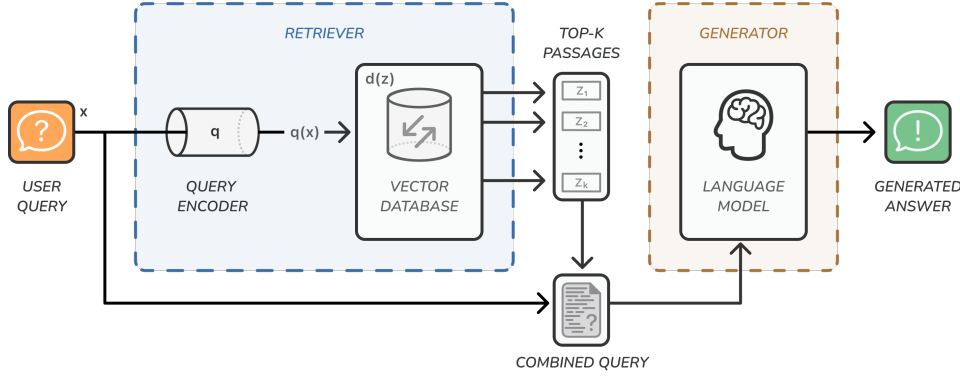 RETRIEVER
TOP-K
PASSAGES
GENERATOR
x
?
q
q(x)
d(z)
z₁
z₂
⋮
zₖ
!
USER
QUERY
QUERY
ENCODER
VECTOR
DATABASE
LANGUAGE
MODEL
GENERATED
ANSWER
?
COMBINED QUERY